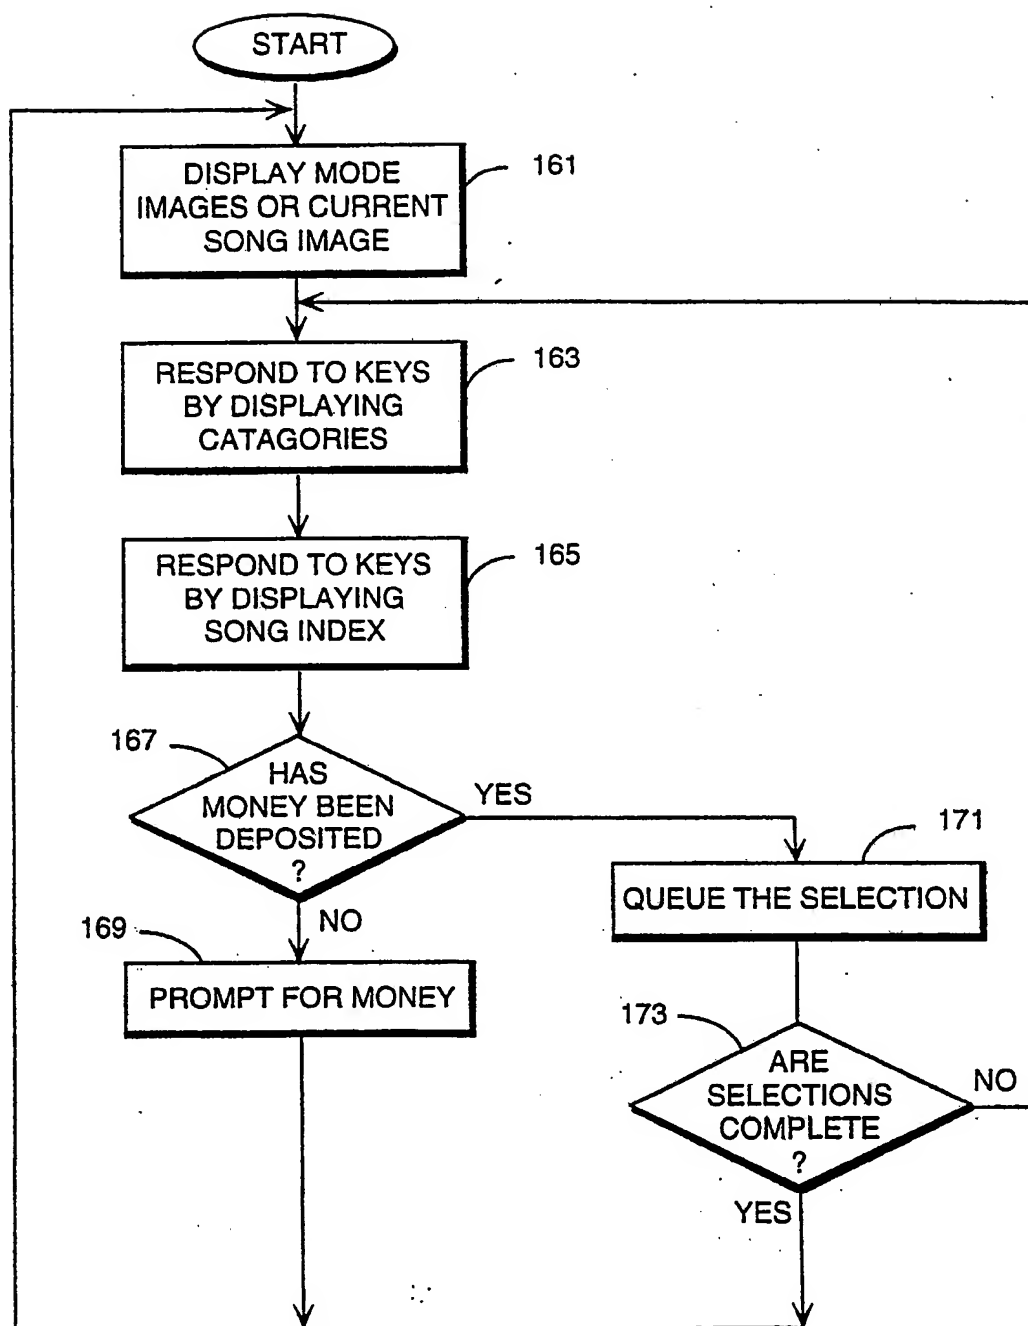 START
DISPLAY MODE
IMAGES OR CURRENT
SONG IMAGE
161
RESPOND TO KEYS
BY DISPLAYING
CATAGORIES
163
RESPOND TO KEYS
BY DISPLAYING
SONG INDEX
165
167
HAS
MONEY BEEN
DEPOSITED
?
YES
NO
169
PROMPT FOR MONEY
171
QUEUE THE SELECTION
173
ARE
SELECTIONS
COMPLETE
?
NO
YES